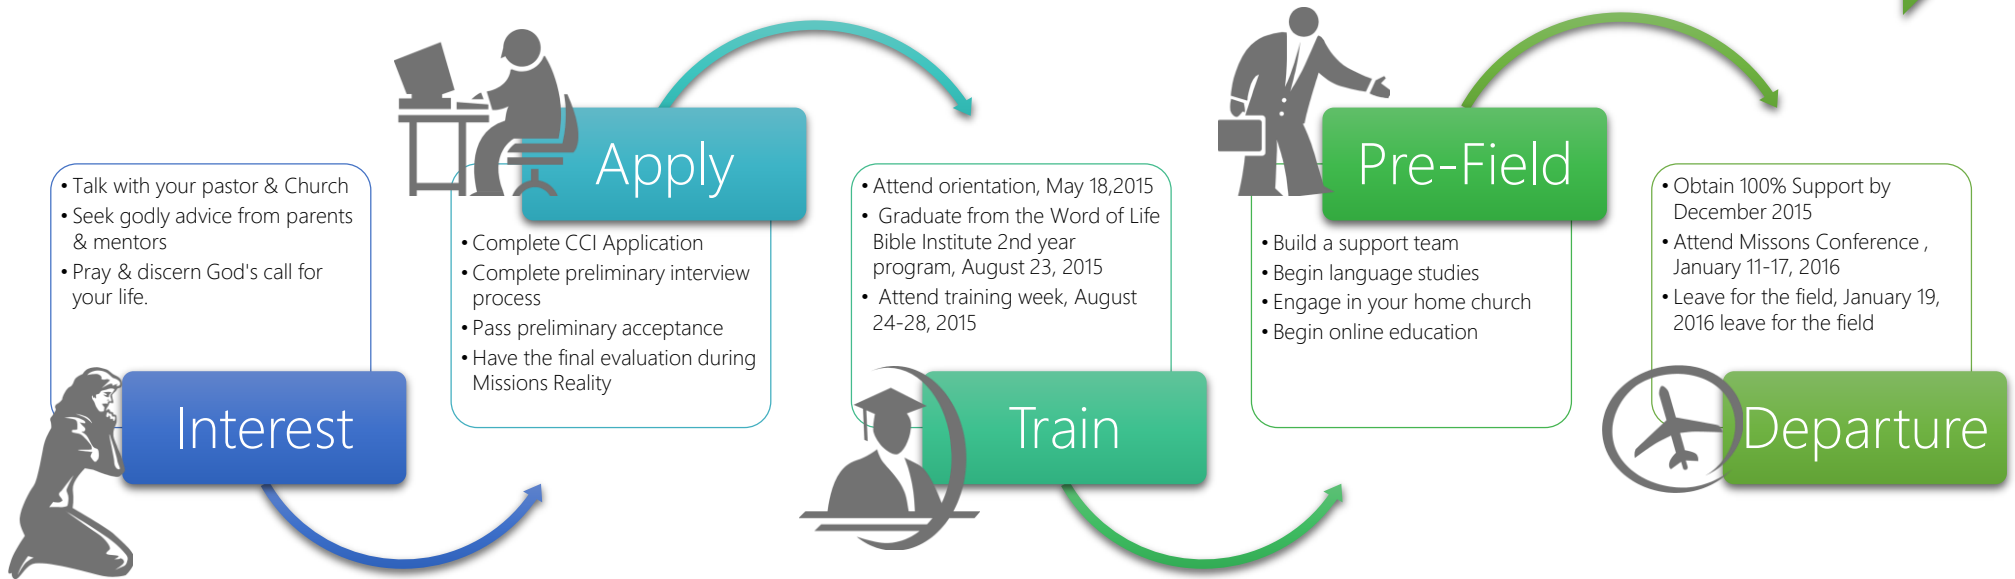 • Talk with your pastor & Church
• Seek godly advice from parents
& mentors
• Pray & discern God's call for
your life.
Interest
Apply
• Complete CCI Application
• Complete preliminary interview
process
• Pass preliminary acceptance
• Have the final evaluation during
Missions Reality
• Attend orientation, May 18,2015
• Graduate from the Word of Life
Bible Institute 2nd year
program, August 23, 2015
• Attend training week, August
24-28, 2015
Train
Pre-Field
• Build a support team
• Begin language studies
• Engage in your home church
• Begin online education
• Obtain 100% Support by
December 2015
• Attend Missons Conference ,
January 11-17, 2016
• Leave for the field, January 19,
2016 leave for the field
Departure